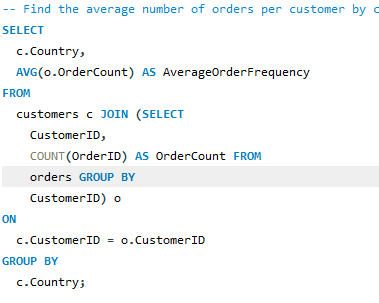 -- Find the average number of orders per customer by c
SELECT
c.Country,
AVG(o.OrderCount) AS AverageOrderFrequency
FROM
customers c JOIN (SELECT
CustomerID,
COUNT(OrderID) AS OrderCount FROM
orders GROUP BY
CustomerID) o
ON
c.CustomerID = o.CustomerID
GROUP BY
c.Country;